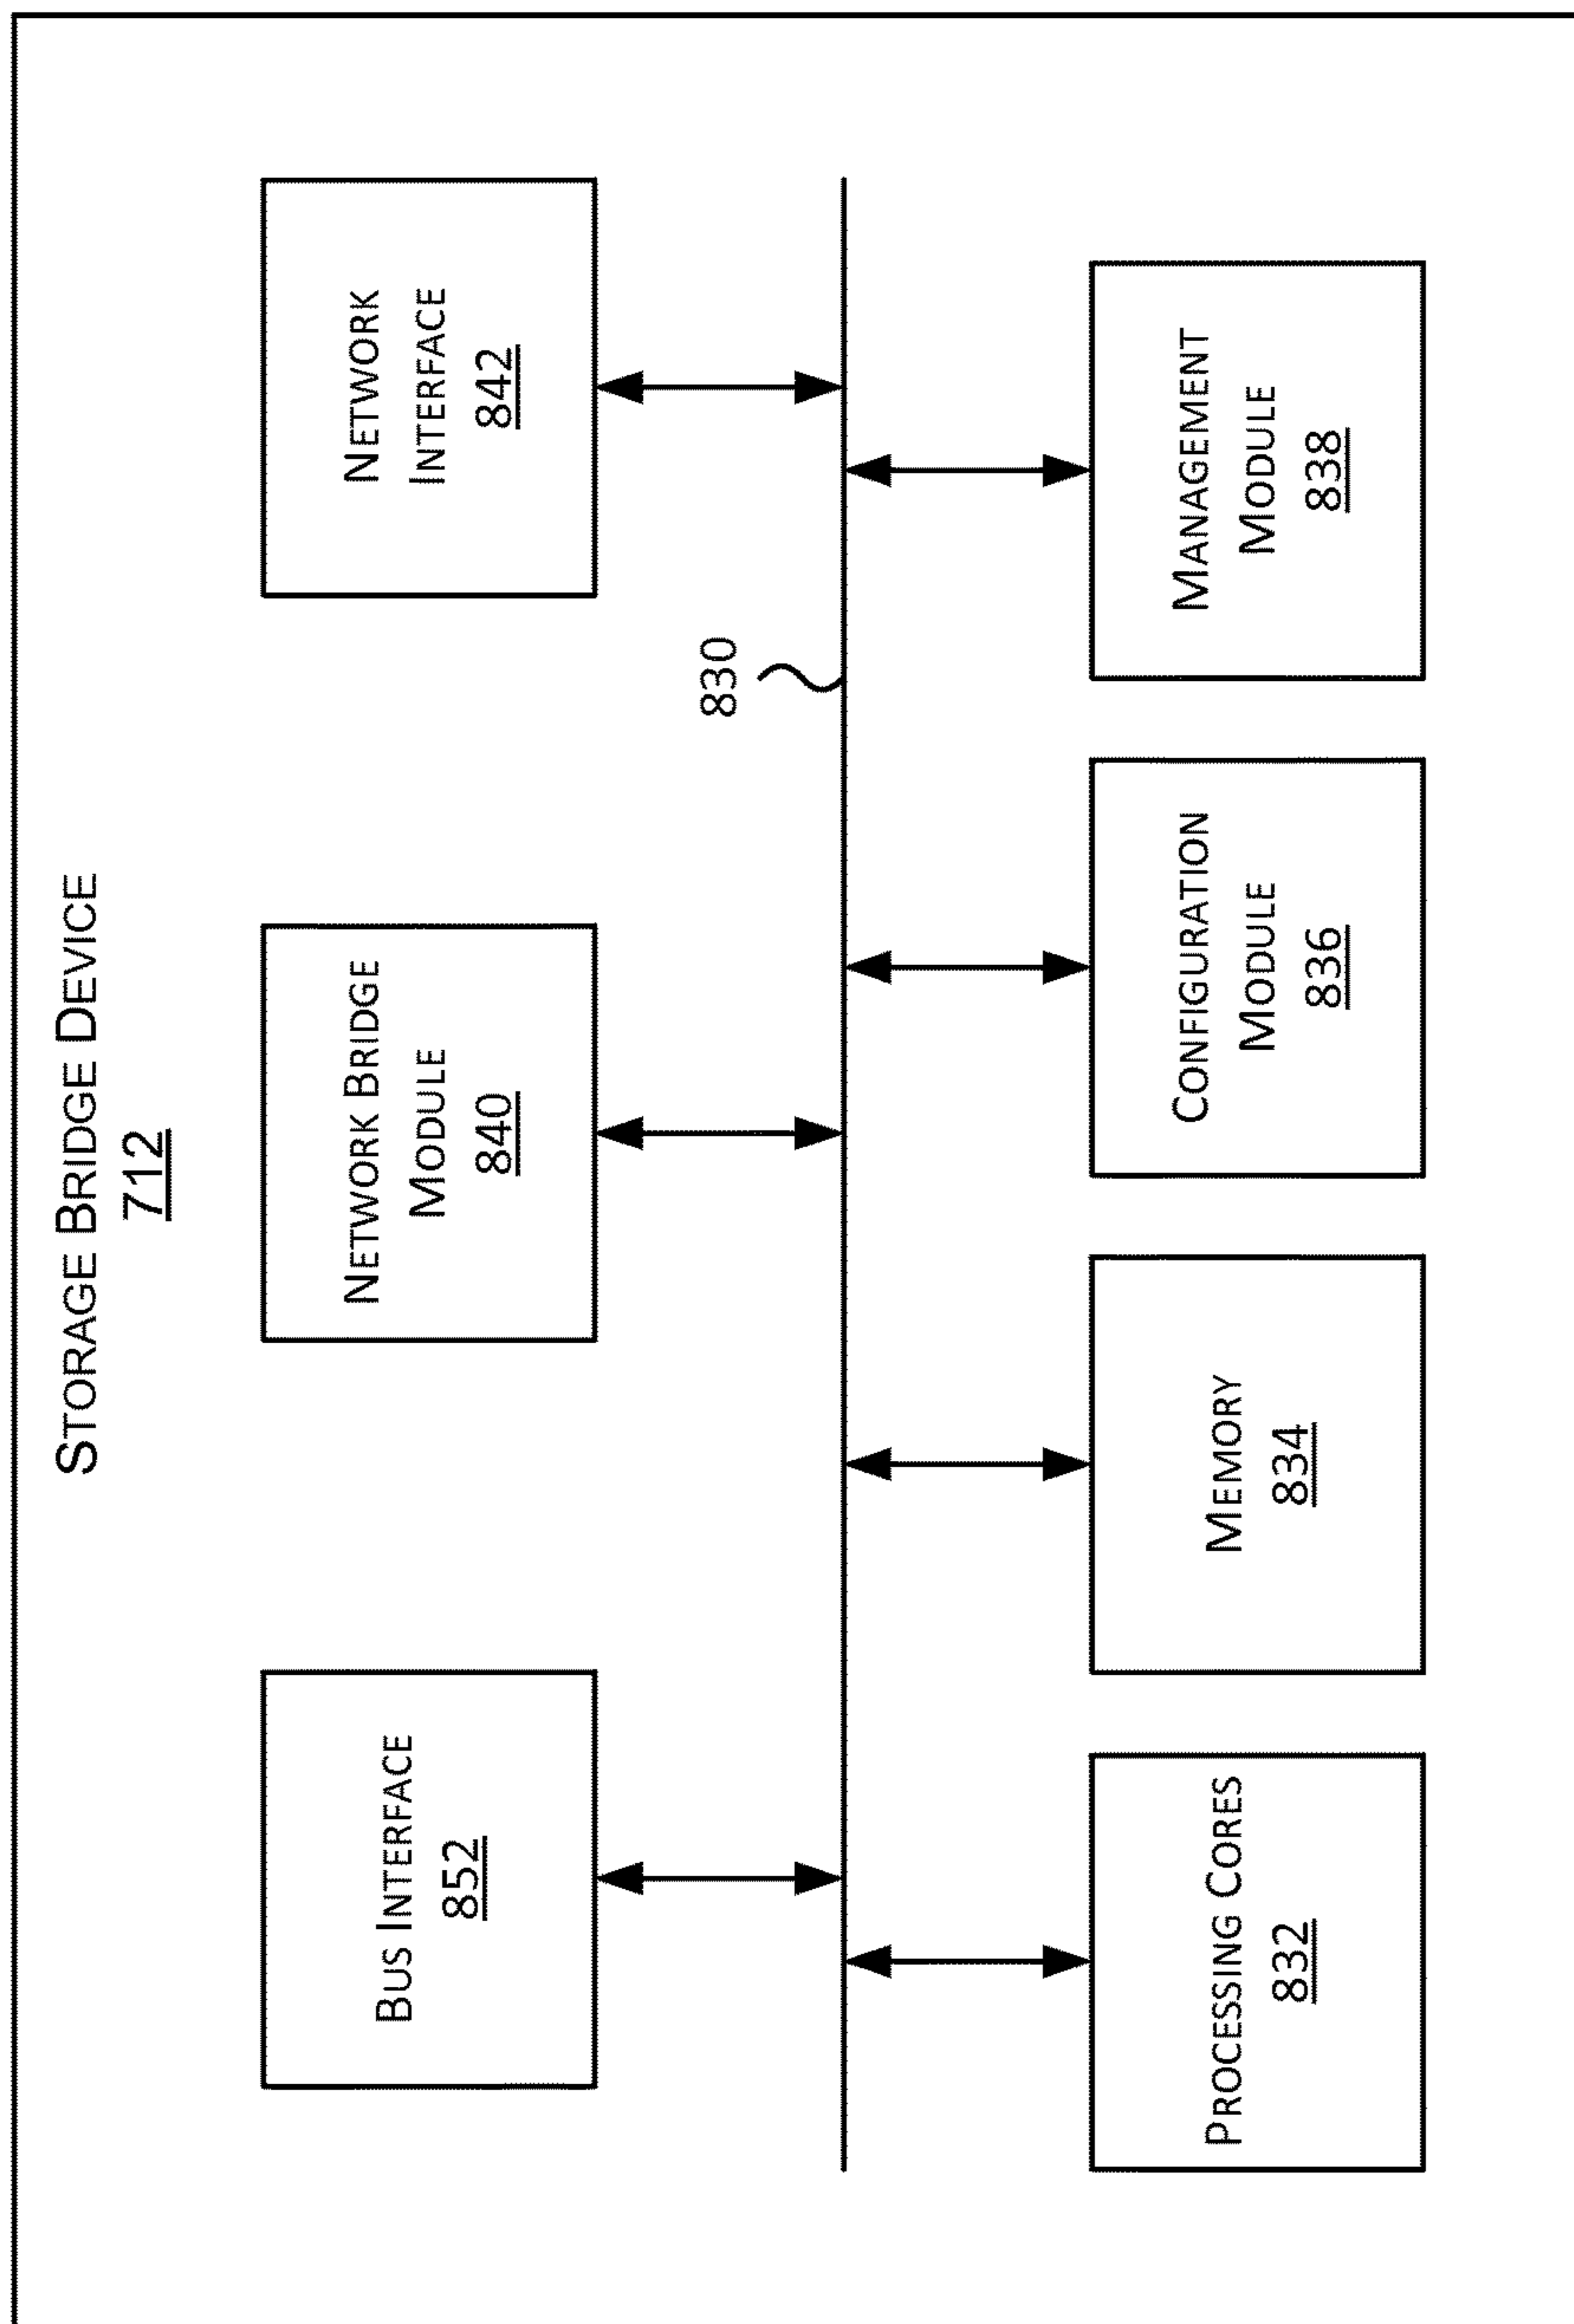 STORAGE BRIDGE DEVICE
712
BUS INTERFACE
852
NETWORK BRIDGE
MODULE
840
NETWORK
INTERFACE
842
830
PROCESSING CORES
832
MEMORY
834
CONFIGURATION
MODULE
836
MANAGEMENT
MODULE
838